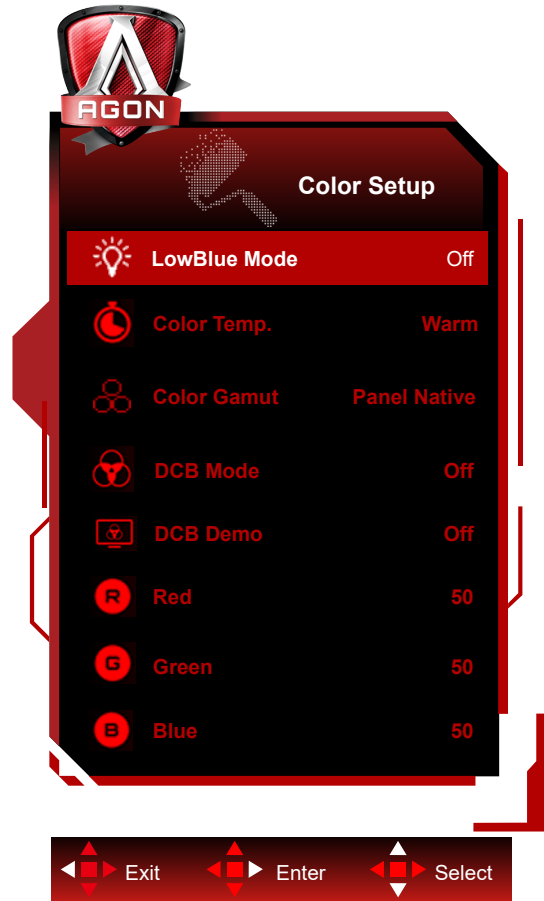 AGON
Color Setup
LowBlue Mode Off
Color Temp. Warm
Color Gamut Panel Native
DCB Mode Off
DCB Demo Off
R Red 50
G Green 50
B Blue 50
Exit Enter Select